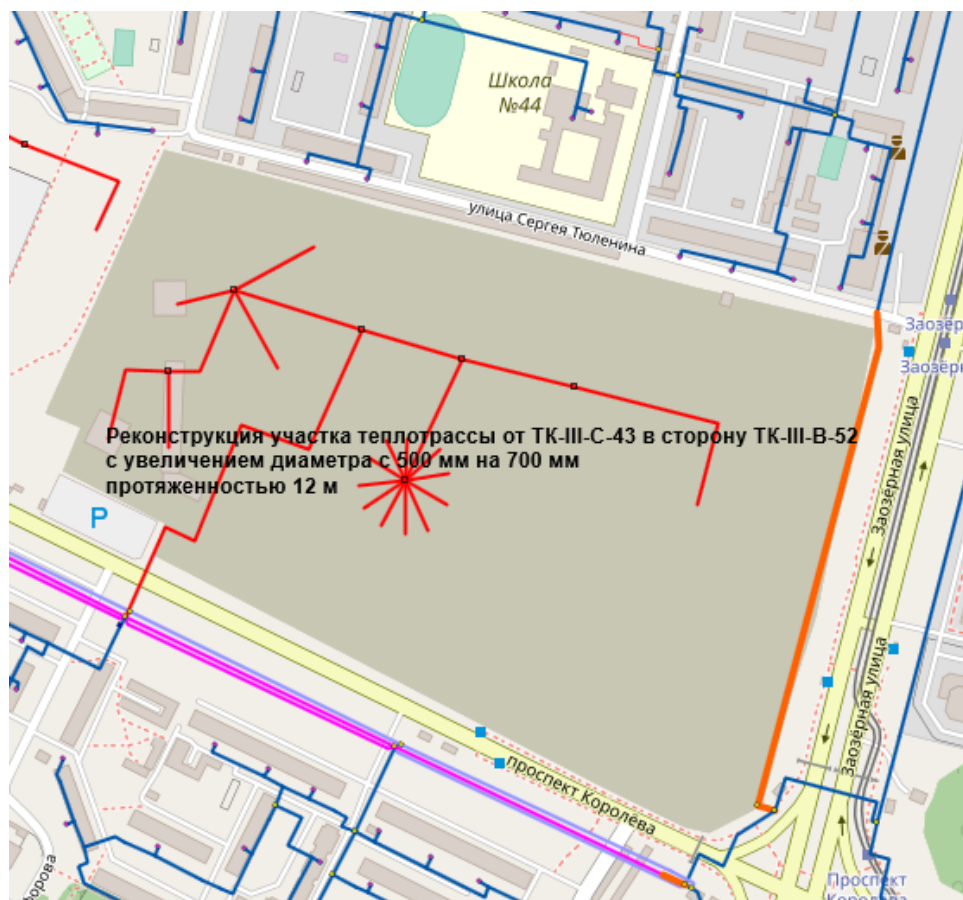 Школа
№44
улица Сергея Тюленина
Заозёрная улица
Реконструкция участка теплотрассы от ТК-III-С-43 в сторону ТК-III-В-52
с увеличением диаметра с 500 мм на 700 мм
протяженностью 12 м
P
Заозёрная улица
проспект Королёва
Проспект
Королёва